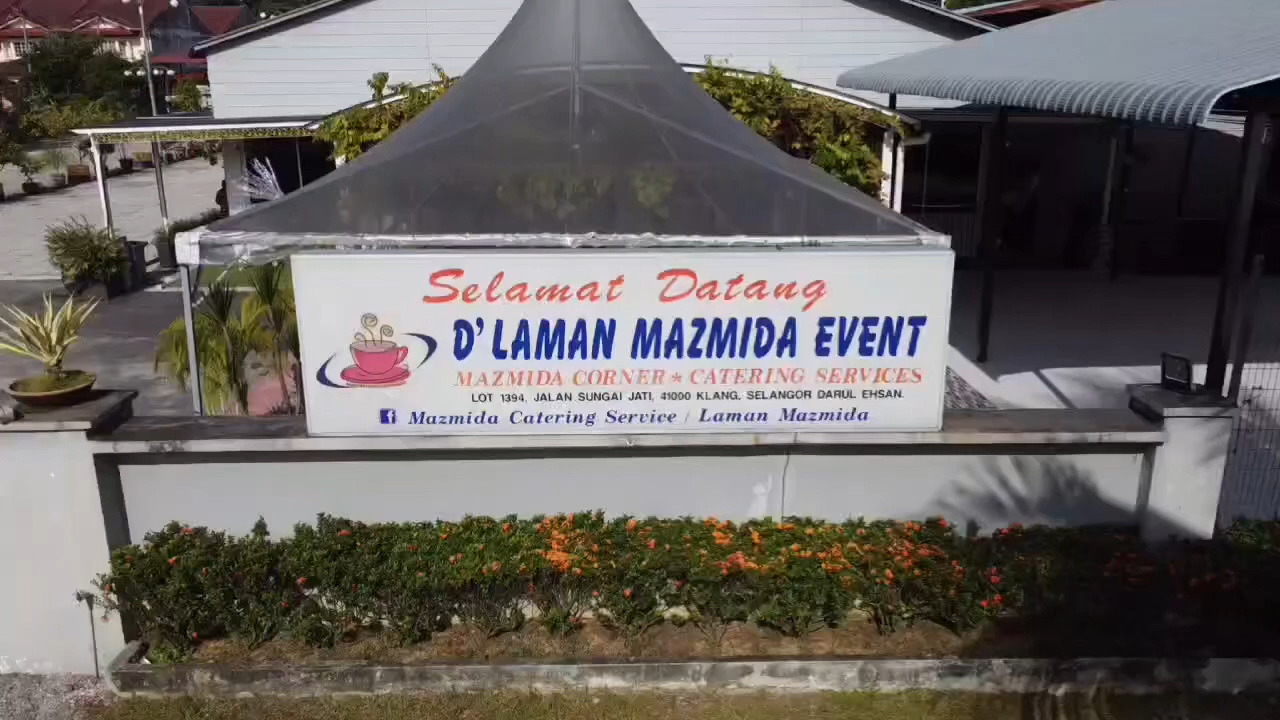 Selamat Datang
D'LAMAN MAZMIDA EVENT
MAZMIDA CORNER * CATERING SERVICES
LOT 1394, JALAN SUNGAI JATI, 41000 KLANG, SELANGOR DARUL EHSAN.
f Mazmida Catering Service / Laman Mazmida